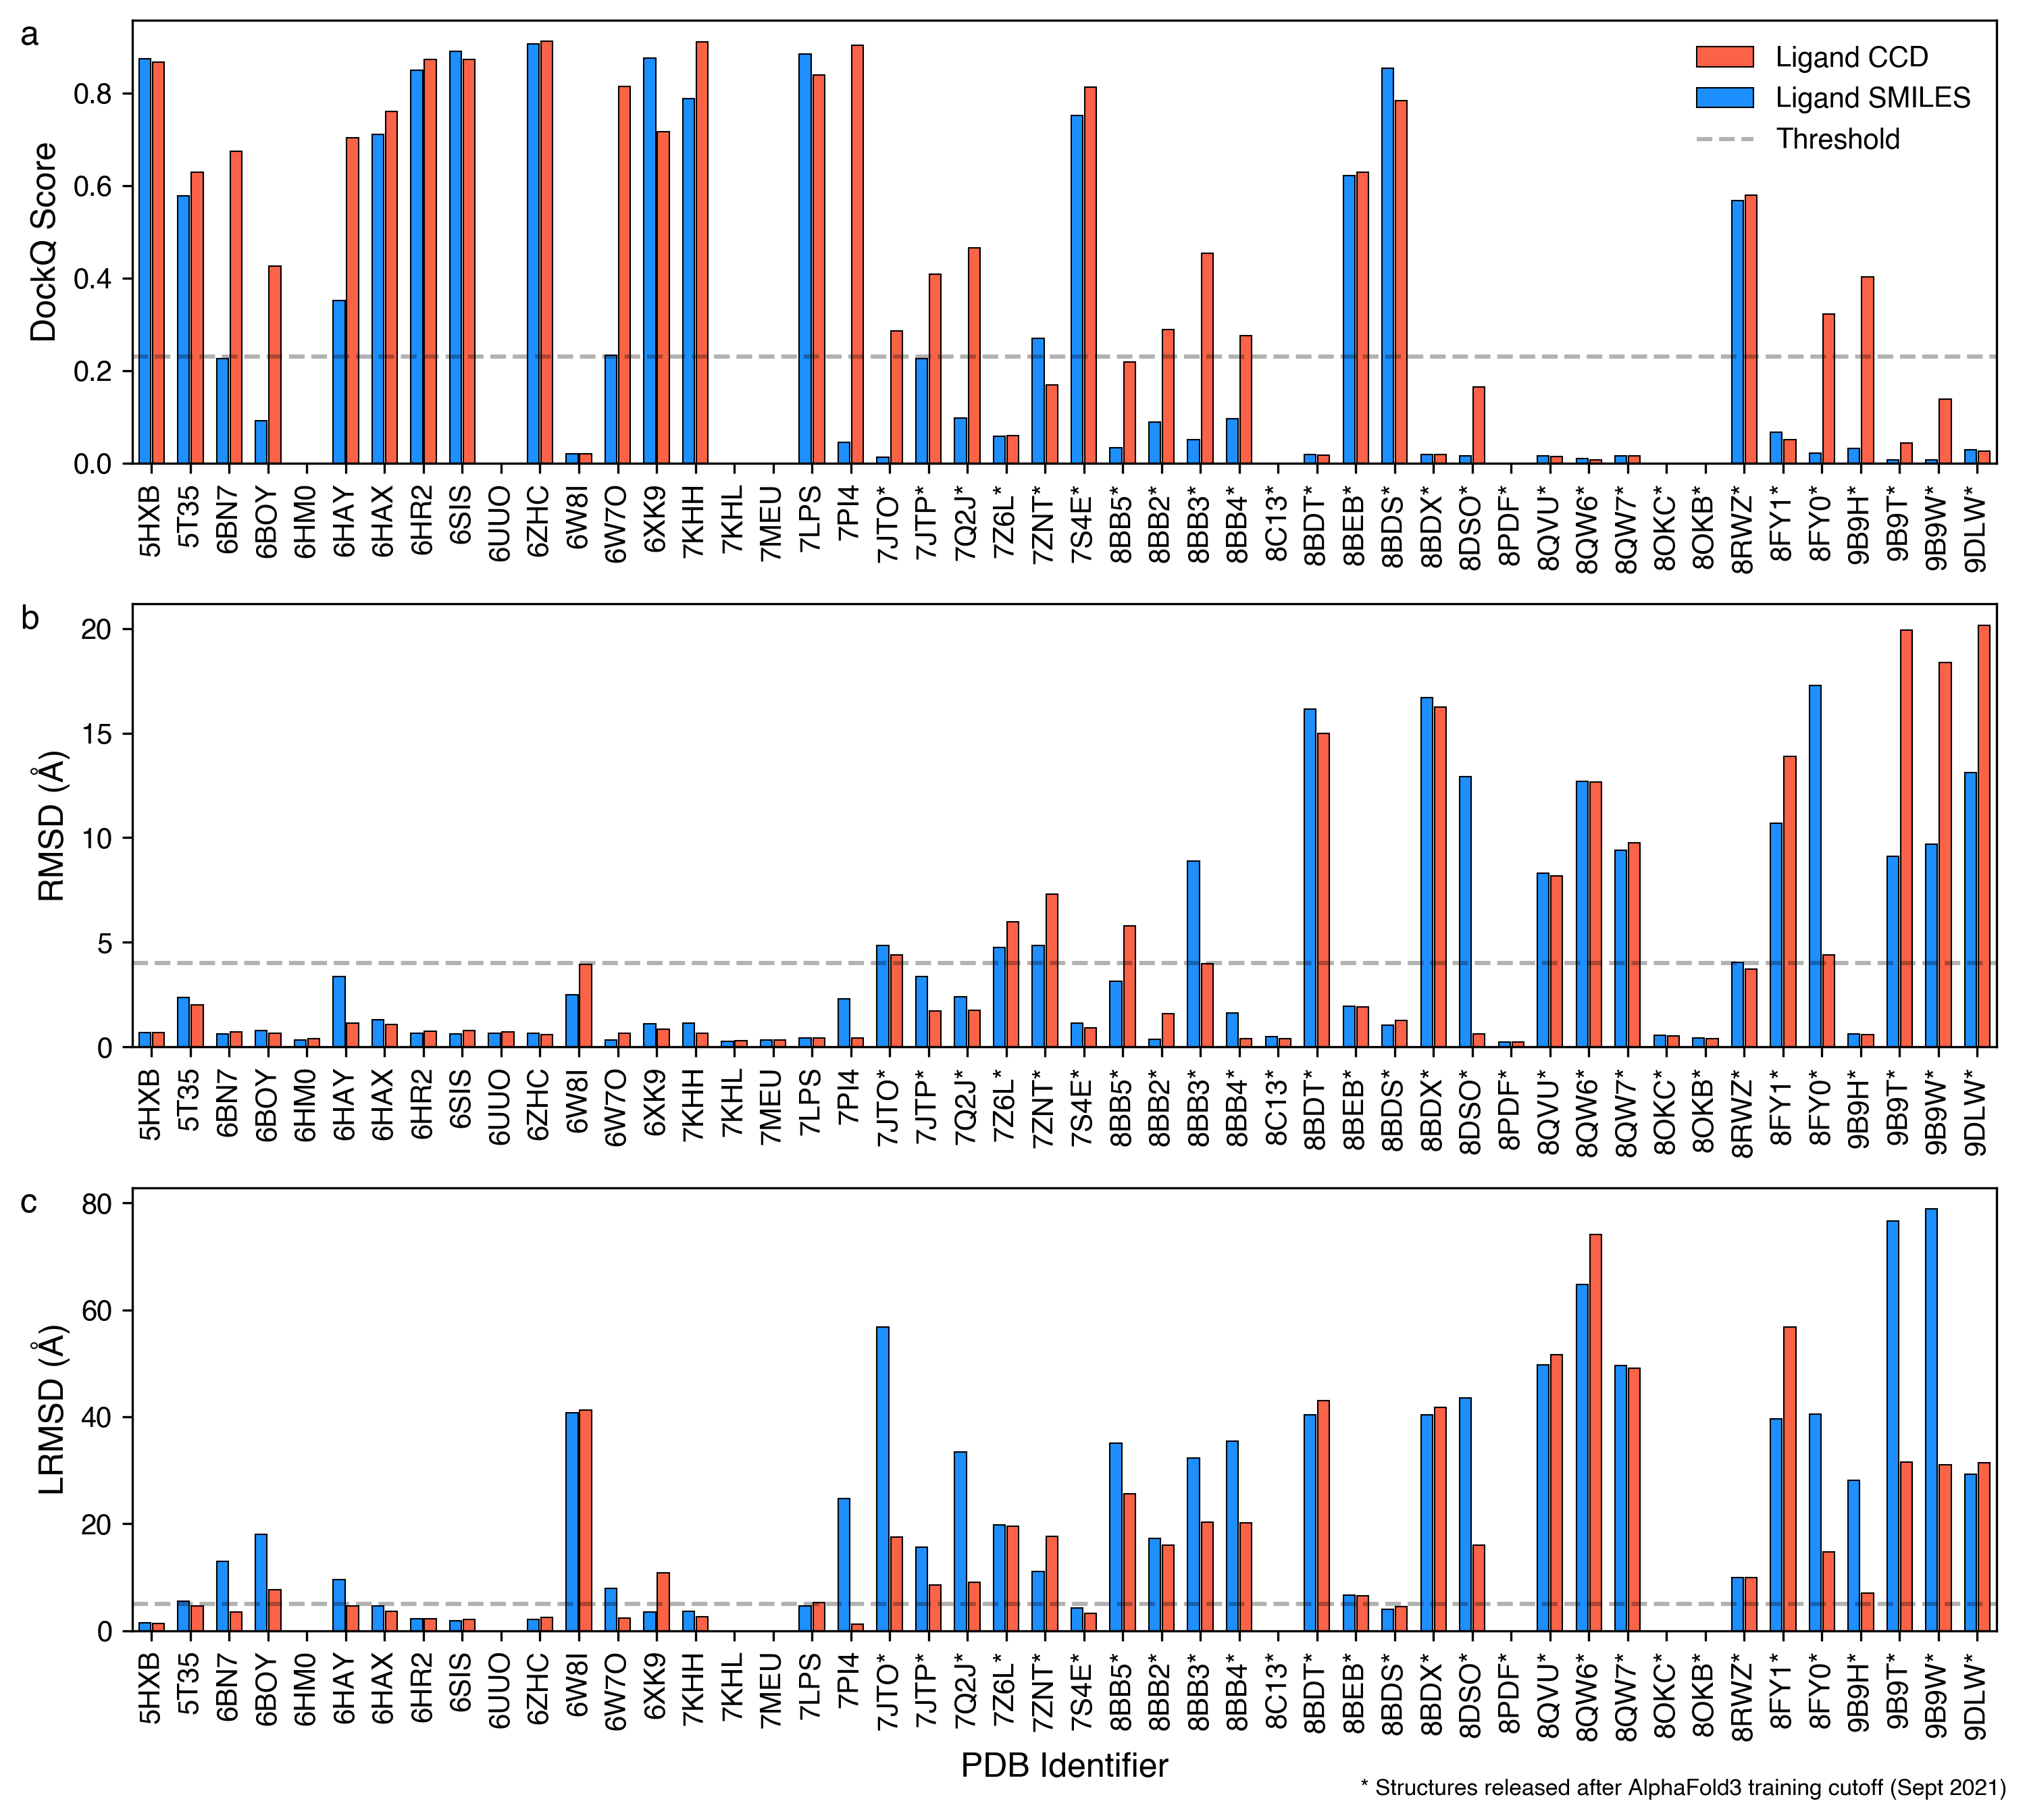 a
DockQ Score
0.8
0.6
0.4
0.2
0.0
Ligand CCD
Ligand SMILES
Threshold
5HXB 5T35 6BN7 6BOY 6HM0 6HAY 6HAX 6HR2 6SIS 6UUO 6ZHC 6W8I 6W7O 6XK9 7KHH 7KHL 7MEU 7LPS 7PI4 7JTO* 7JTP* 7Q2J* 7Z6L* 7ZNT* 7S4E* 8BB5* 8BB2* 8BB3* 8BB4* 8C13* 8BDT* 8BEB* 8BDS* 8BDX* 8DSO* 8PDF* 8QVU* 8QW6* 8QW7* 8OKC* 8OKB* 8RWZ* 8FY1* 8FY0* 9B9H* 9B9T* 9B9W* 9DLW*
b
RMSD (Å)
20
15
10
5
0
5HXB 5T35 6BN7 6BOY 6HM0 6HAY 6HAX 6HR2 6SIS 6UUO 6ZHC 6W8I 6W7O 6XK9 7KHH 7KHL 7MEU 7LPS 7PI4 7JTO* 7JTP* 7Q2J* 7Z6L* 7ZNT* 7S4E* 8BB5* 8BB2* 8BB3* 8BB4* 8C13* 8BDT* 8BEB* 8BDS* 8BDX* 8DSO* 8PDF* 8QVU* 8QW6* 8QW7* 8OKC* 8OKB* 8RWZ* 8FY1* 8FY0* 9B9H* 9B9T* 9B9W* 9DLW*
c
LRMSD (Å)
80
60
40
20
0
5HXB 5T35 6BN7 6BOY 6HM0 6HAY 6HAX 6HR2 6SIS 6UUO 6ZHC 6W8I 6W7O 6XK9 7KHH 7KHL 7MEU 7LPS 7PI4 7JTO* 7JTP* 7Q2J* 7Z6L* 7ZNT* 7S4E* 8BB5* 8BB2* 8BB3* 8BB4* 8C13* 8BDT* 8BEB* 8BDS* 8BDX* 8DSO* 8PDF* 8QVU* 8QW6* 8QW7* 8OKC* 8OKB* 8RWZ* 8FY1* 8FY0* 9B9H* 9B9T* 9B9W* 9DLW*
PDB Identifier
* Structures released after AlphaFold3 training cutoff (Sept 2021)